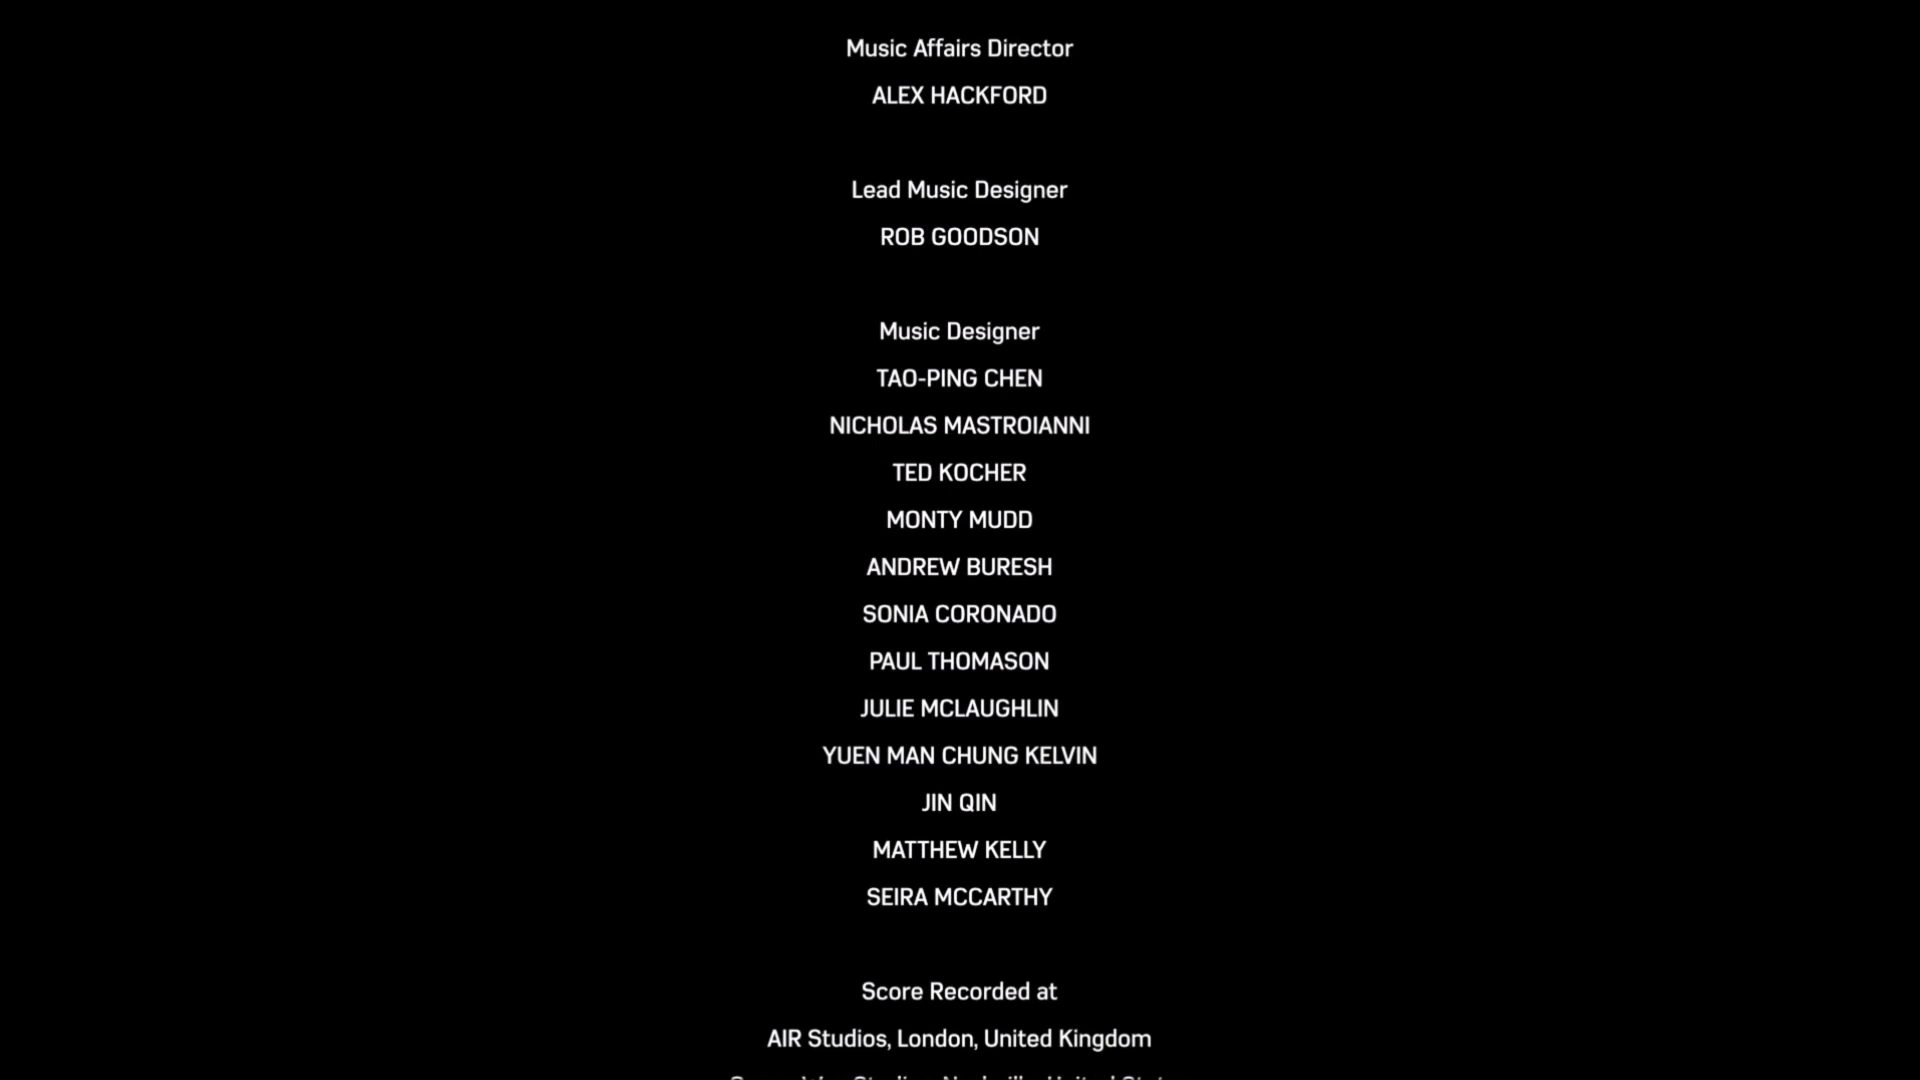 Music Affairs Director
ALEX HACKFORD
Lead Music Designer
ROB GOODSON
Music Designer
TAO-PING CHEN
NICHOLAS MASTROIANNI
TED KOCHER
MONTY MUDD
ANDREW BURESH
SONIA CORONADO
PAUL THOMASON
JULIE MCLAUGHLIN
YUEN MAN CHUNG KELVIN
JIN QIN
MATTHEW KELLY
SEIRA MCCARTHY
Score Recorded at
AIR Studios, London, United Kingdom